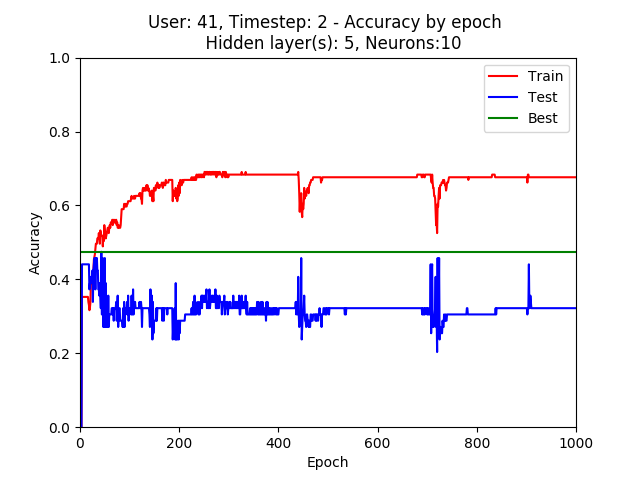 User: 41, Timestep: 2 - Accuracy by epoch
Hidden layer(s): 5, Neurons:10
1.0
0.8
0.6
0.4
0.2
0.0
Accuracy
Train
Test
Best
0
200
400
600
800
1000
Epoch